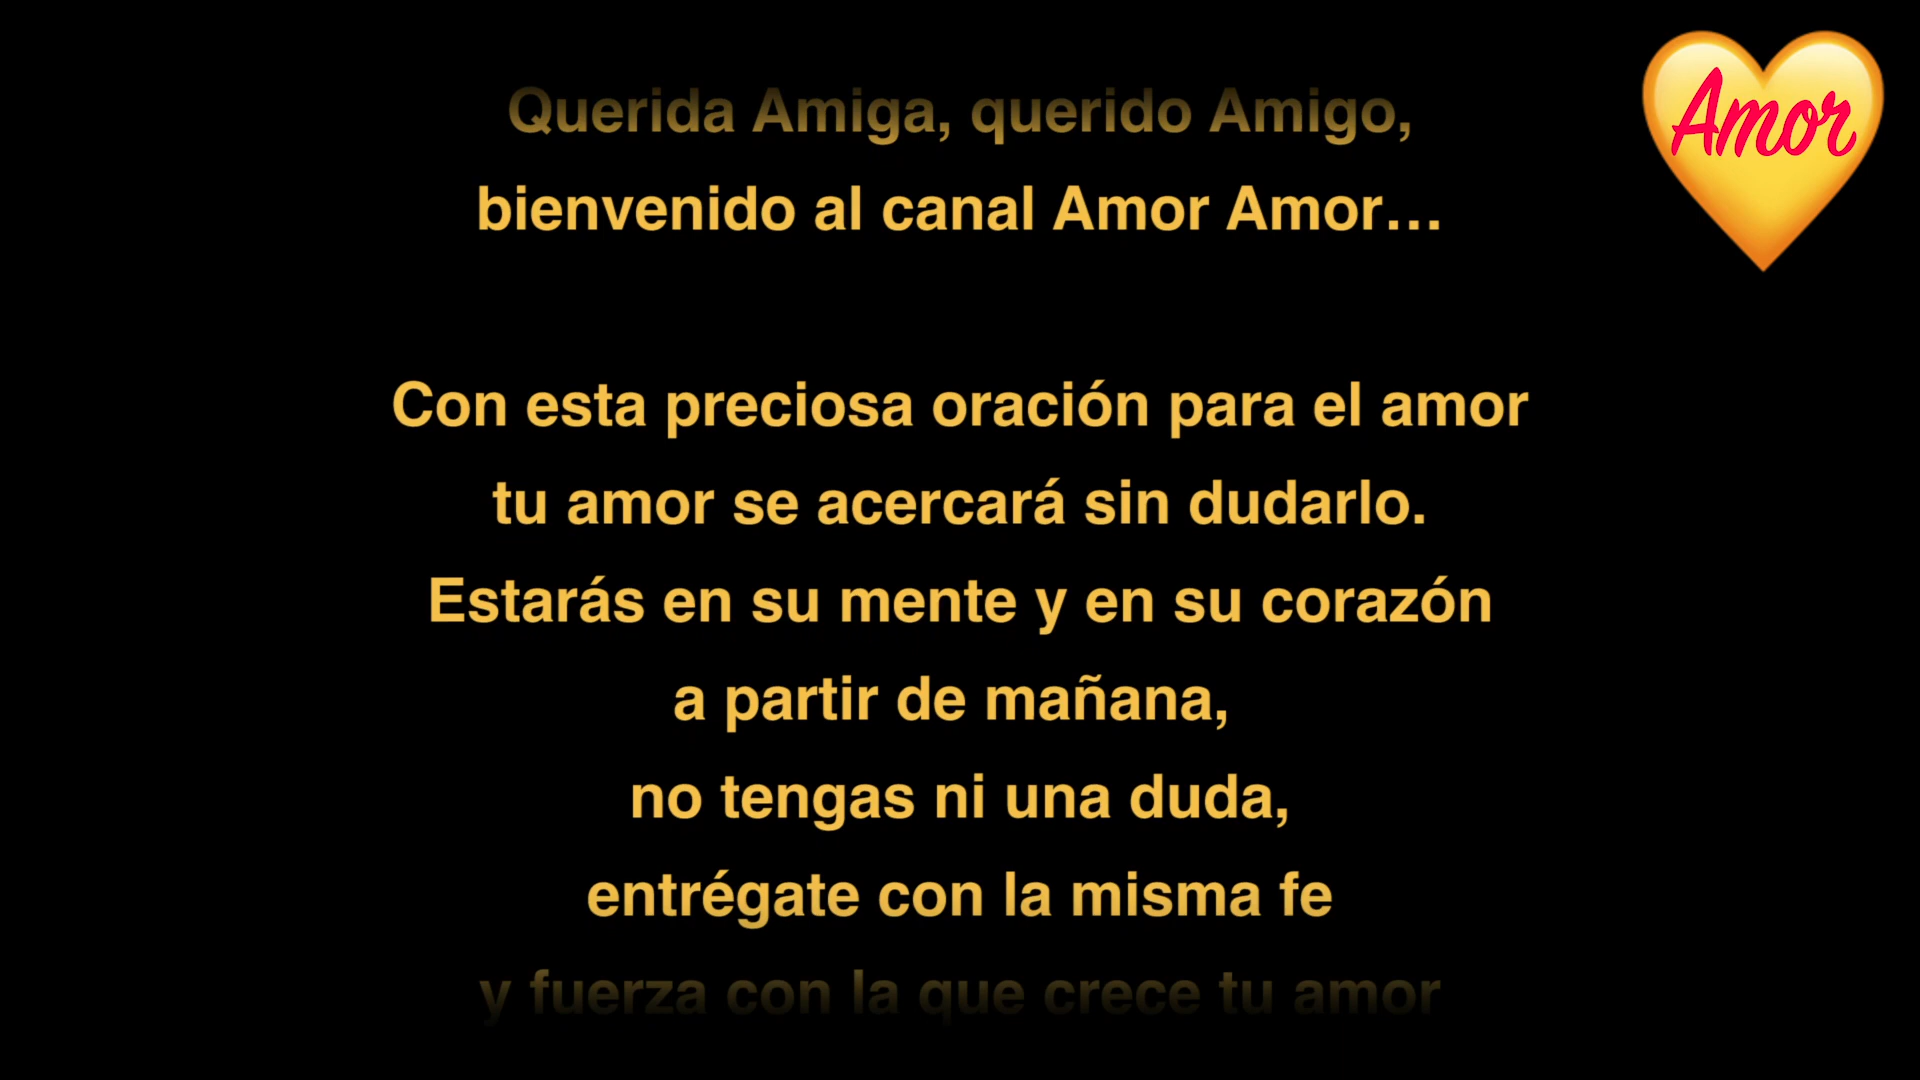 Querida Amiga, querido Amigo,
bienvenido al canal Amor Amor...
Amor
Con esta preciosa oración para el amor
tu amor se acercará sin dudarlo.
Estarás en su mente y en su corazón
a partir de mañana,
no tengas ni una duda,
entrégate con la misma fe
y fuerza con la que crece tu amor